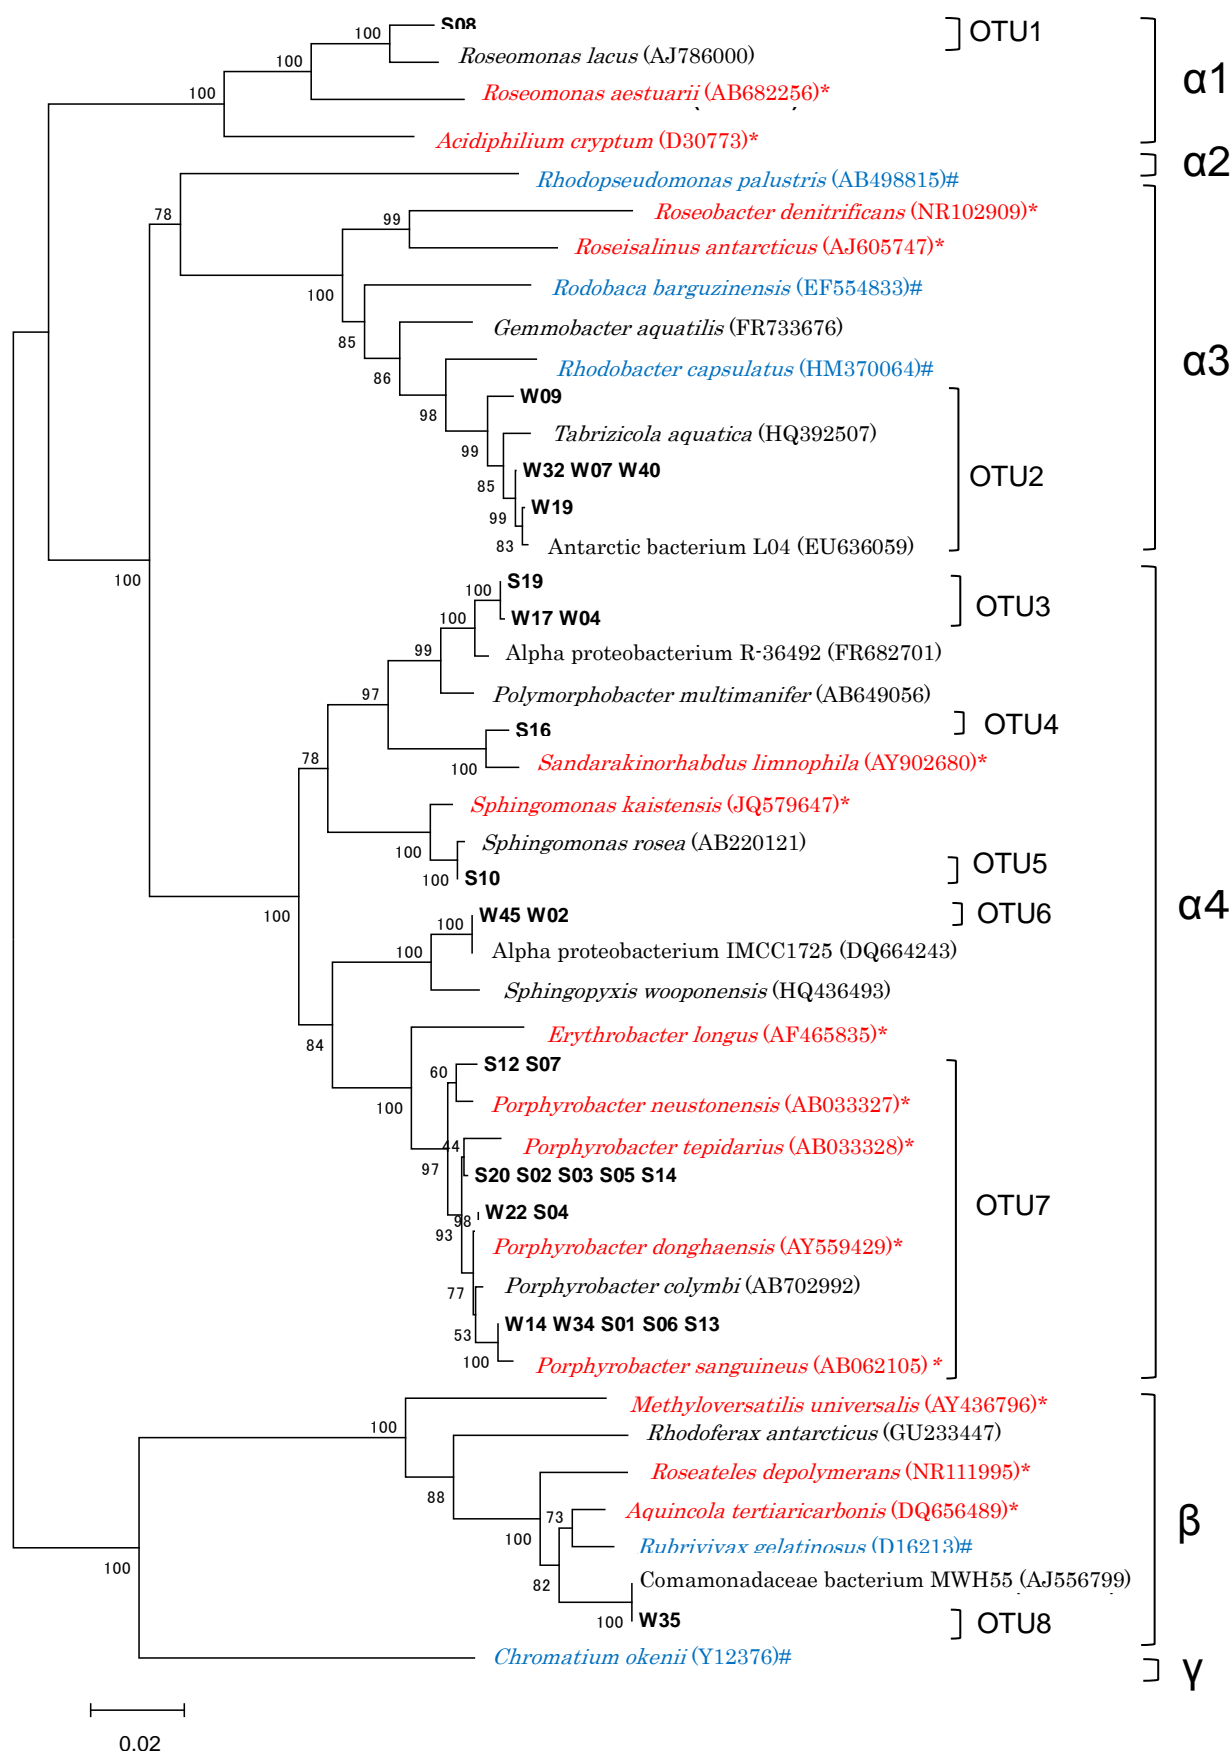 S08
OTU1
100
Roseomonas lacus (AJ786000)
100
α1
Roseomonas aestuarii (AB682256)*
100
Acidiphilium cryptum (D30773)*
α2
Rhodopseudomonas palustris (AB498815)#
78
Roseobacter denitrificans (NR102909)*
99
Roseisalinus antarcticus (AJ605747)*
100
Rodobaca barguzinensis (EF554833)#
Gemmobacter aquatilis (FR733676)
85
α3
Rhodobacter capsulatus (HM370064)#
86
W09
98
Tabrizicola aquatica (HQ392507)
99
W32 W07 W40
OTU2
85
W19
99
83
Antarctic bacterium L04 (EU636059)
100
S19
100
OTU3
W17 W04
100
99
Alpha proteobacterium R-36492 (FR682701)
97
Polymorphobacter multimanifer (AB649056)
S16
OTU4
78
100
Sandarakinorhabdus limnophila (AY902680)*
Sphingomonas kaistensis (JQ579647)*
Sphingomonas rosea (AB220121)
100
OTU5
100
S10
α4
100
W45 W02
OTU6
100
100
Alpha proteobacterium IMCC1725 (DQ664243)
Sphingopyxis wooponensis (HQ436493)
84
Erythrobacter longus (AF465835)*
S12 S07
60
100
Porphyrobacter neustonensis (AB033327)*
44
Porphyrobacter tepidarius (AB033328)*
97
S20 S02 S03 S05 S14
OTU7
W22 S04
98
93
Porphyrobacter donghaensis (AY559429)*
Porphyrobacter colymbi (AB702992)
77
W14 W34 S01 S06 S13
53
100
Porphyrobacter sanguineus (AB062105) *
Methyloversatilis universalis (AY436796)*
100
Rhodoferax antarcticus (GU233447)
Roseateles depolymerans (NR111995)*
88
Aquincola tertiaricarbonis (DQ656489)*
73
β
100
Rubrivivax gelatinosus (D16213)#
100
Comamonadaceae bacterium MWH55 (AJ556799)
82
100
W35
OTU8
Chromatium okenii (Y12376)#
γ
0.02